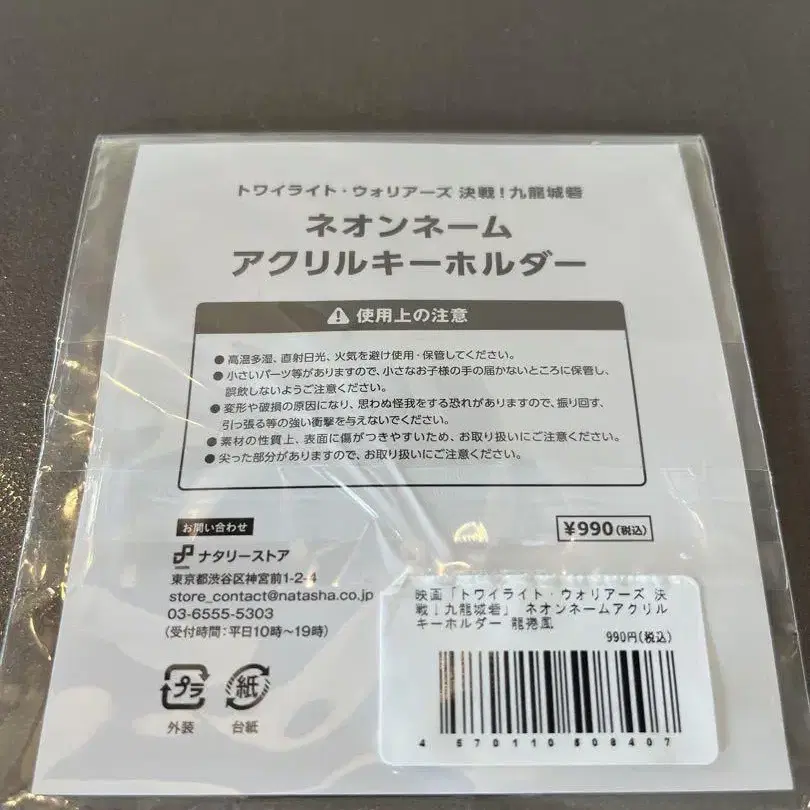 トワイライト・ウォリアーズ 決戦！九龍城砦
ネオンネーム
アクリルキーホルダー
使用上の注意
● 高温多湿、直射日光、火気を避け使用・保管してください。
● 小さいパーツ等がありますので、小さなお子様の手の届かないところに保管し、
誤飲しないようご注意ください。
● 変形や破損の原因になり、思わぬ怪我をする恐れがありますので、振り回す、
引っ張る等の強い衝撃を与えないでください。
● 素材の性質上、表面に傷がつきやすいため、お取り扱いにご注意ください。
● 尖った部分がありますので、お取り扱いにご注意ください。
お問い合わせ
¥990(税込)
ナタリーストア
東京都渋谷区神宮前1-2-4
store_contact@natasha.co.jp
03-6555-5303
(受付時間：平日10時〜19時)
プラ
紙
外装
台紙
映画「トワイライト・ウォリアーズ 決
戦！九龍城砦」 ネオンネームアクリル
キーホルダー 龍捲風
990円(税込)
4 570110 508407